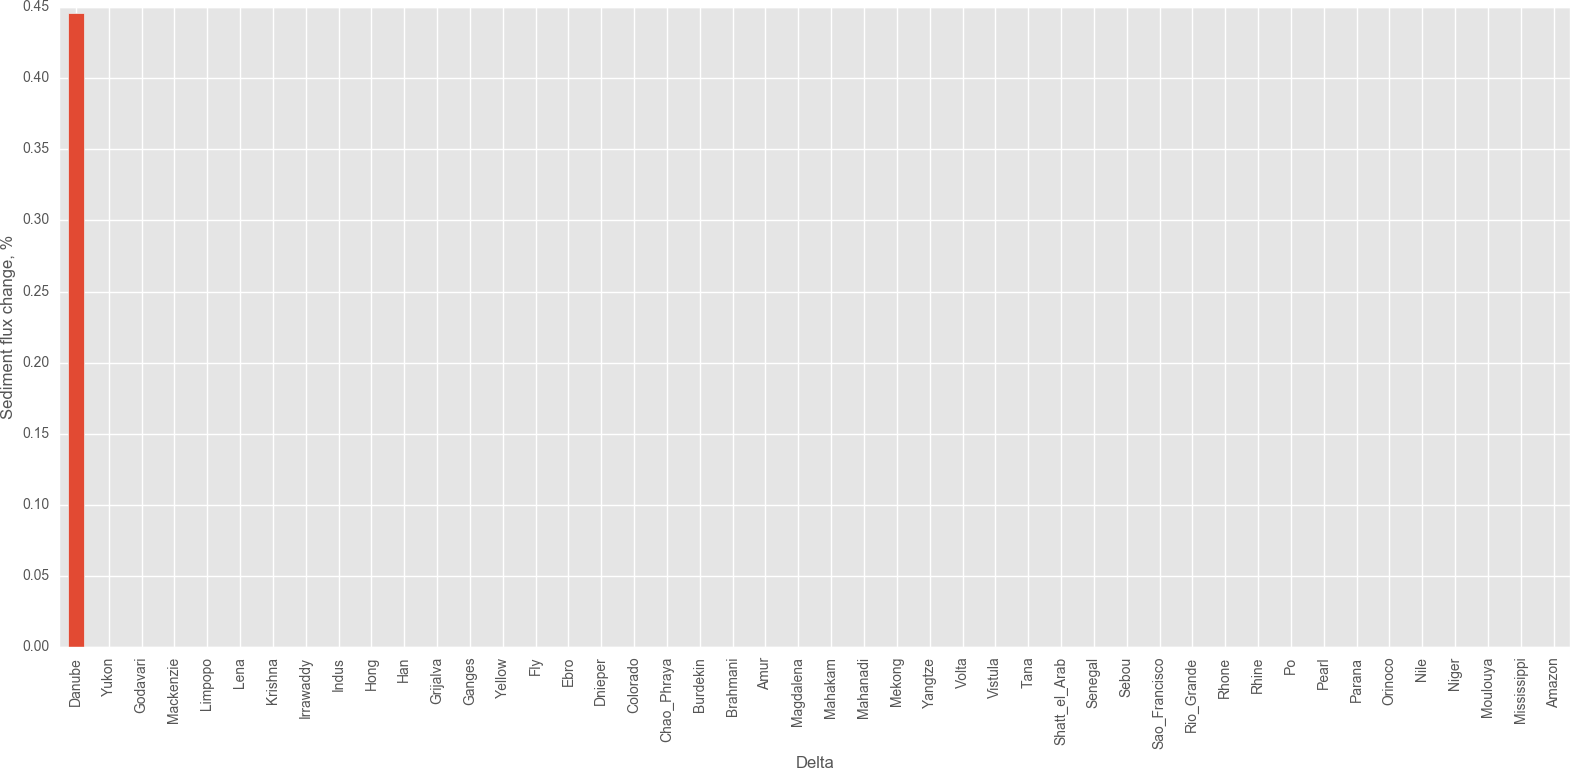 0.45
0.40
0.35
0.30
0.25
0.20
0.15
0.10
0.05
0.00
Sediment flux change, %
Danube
Yukon
Godavari
Mackenzie
Limpopo
Lena
Krishna
Irrawaddy
Indus
Hong
Han
Grijalva
Ganges
Yellow
Fly
Ebro
Dnieper
Colorado
Chao_Phraya
Burdekin
Brahmani
Amur
Magdalena
Mahakam
Mahanadi
Mekong
Yangtze
Volta
Vistula
Tana
Shatt_el_Arab
Senegal
Sebou
Sao_Francisco
Rio_Grande
Rhone
Rhine
Po
Pearl
Parana
Orinoco
Nile
Niger
Moulouya
Mississippi
Amazon
Delta